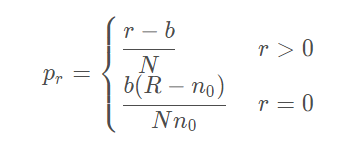 p_r = { (r − b) / N    r > 0
b(R − n_0) / (N n_0)    r = 0